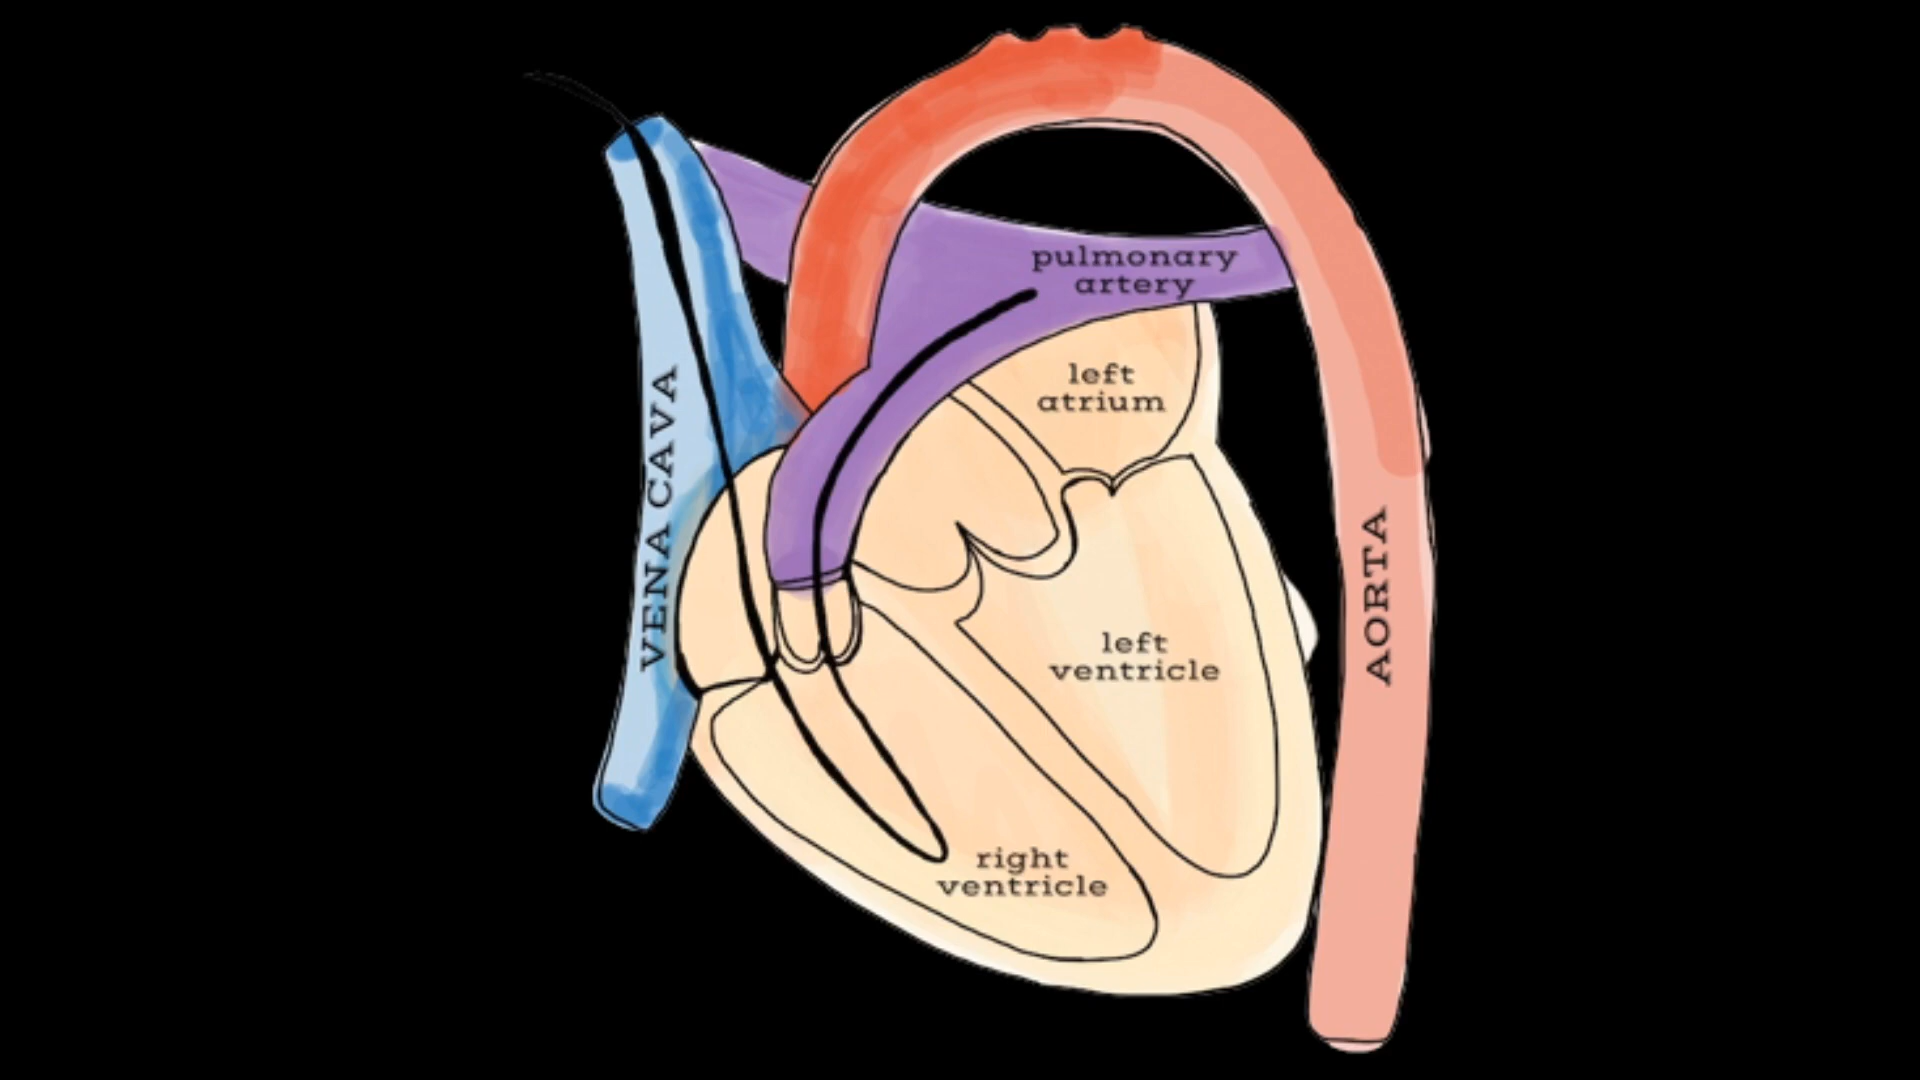 pulmonary
artery
left
atrium
VENA CAVA
AORTA
left
ventricle
right
ventricle